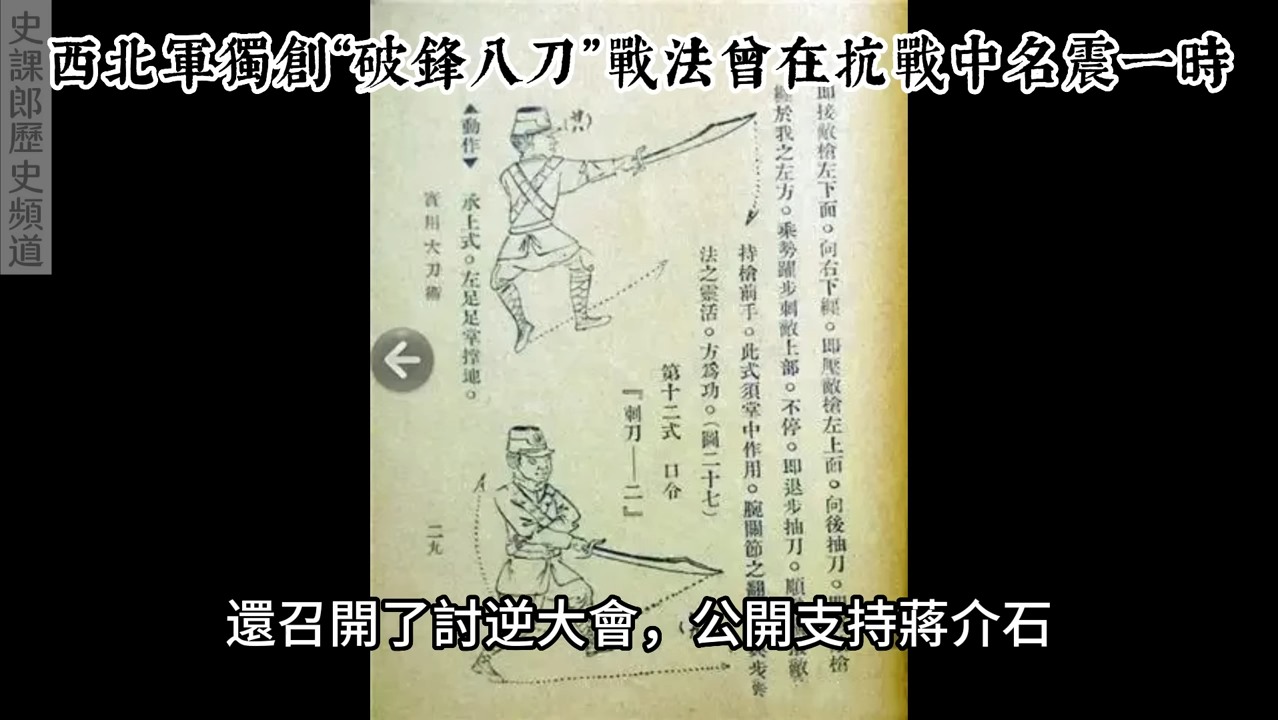 西北軍獨創“破鋒八刀”戰法曾在抗戰中名震一時
史課郎歷史頻道
即接敵槍左下面。向右下纏。即壓敵槍左上面。向後抽刀。
於我之左方。乘勢躍步刺敵上部。不停。即退步抽刀。順
持槍前手。此式須掌中作用。腕關節之翻
法之靈活。方為功。(圖二十七)
第十二式 口令
『刺刀——二』
▲動作▼ 承上式。左足足掌撐地。
實用大刀術 二九
還召開了討逆大會，公開支持蔣介石